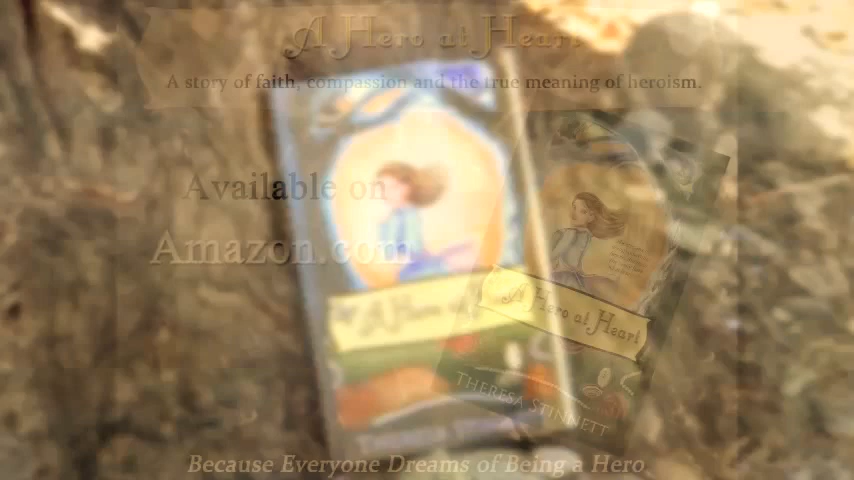 A Hero at Heart
A story of faith, compassion and the true meaning of heroism.
Available on
Amazon.com
A Hero at Heart
THERESA STINNETT
Because Everyone Dreams of Being a Hero